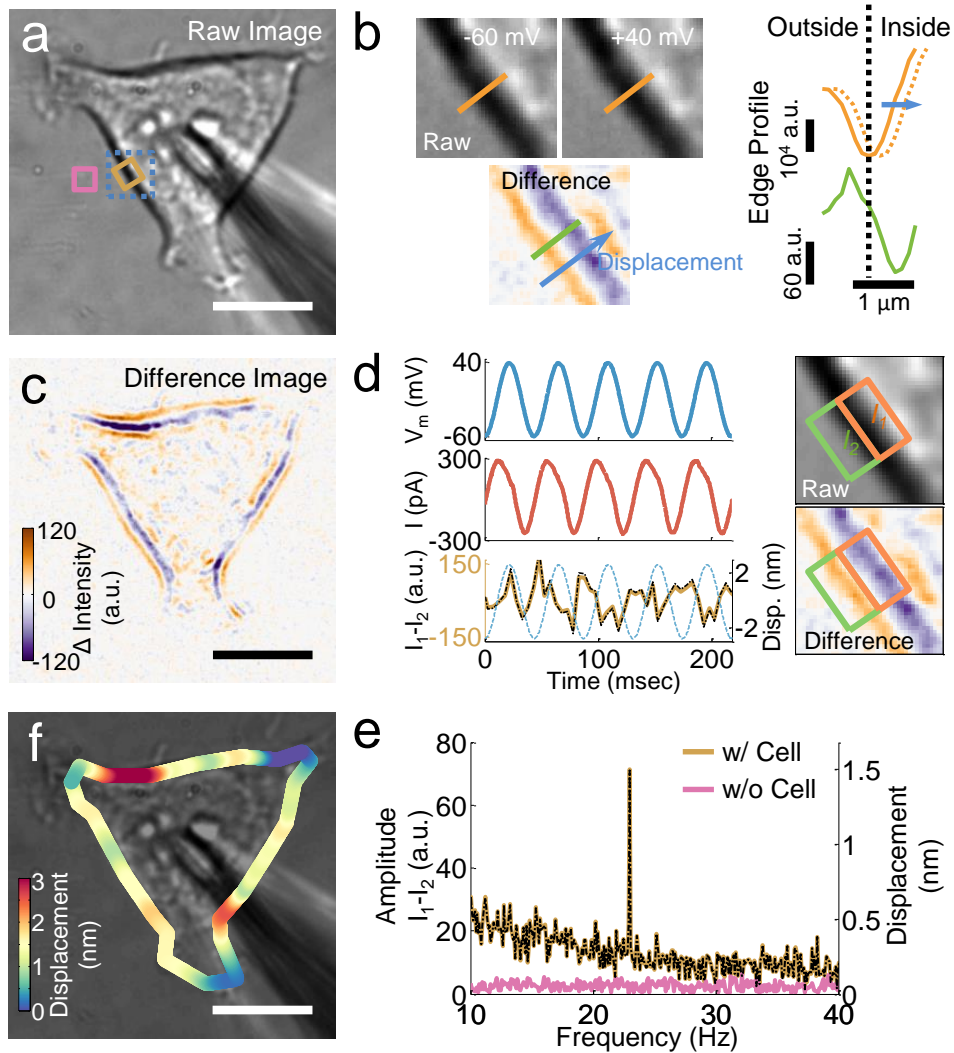 a
Raw Image
b
-60 mV
+40 mV
Raw
Difference
Displacement
Outside
Inside
Edge Profile
10⁴ a.u.
60 a.u.
1 μm
c
Difference Image
120
0
-120
Δ Intensity
(a.u.)
d
40
-60
Vₘ (mV)
300
-300
I (pA)
150
-150
I₁-I₂ (a.u.)
2
-2
Disp. (nm)
0
100
200
Time (msec)
I₁
I₂
Raw
Difference
f
3
2
1
0
Displacement
(nm)
e
80
60
40
20
0
Amplitude
I₁-I₂ (a.u.)
w/ Cell
w/o Cell
1.5
1
0.5
0
Displacement
(nm)
10
20
30
40
Frequency (Hz)